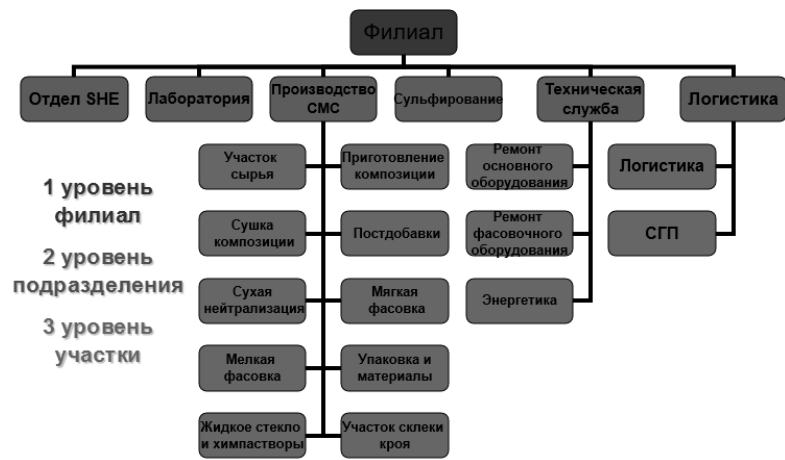 Филиал
Отдел SHE
Лаборатория
Производство
СМС
Сульфирование
Техническая
служба
Логистика
Участок
сырья
Приготовление
композиции
Ремонт
основного
оборудования
Логистика
1 уровень
филиал
Сушка
композиции
Постдобавки
Ремонт
фасовочного
оборудования
СГП
2 уровень
подразделения
Сухая
нейтрализация
Мягкая
фасовка
Энергетика
3 уровень
участки
Мелкая
фасовка
Упаковка и
материалы
Жидкое стекло
и химпастворы
Участок склеки
кроя